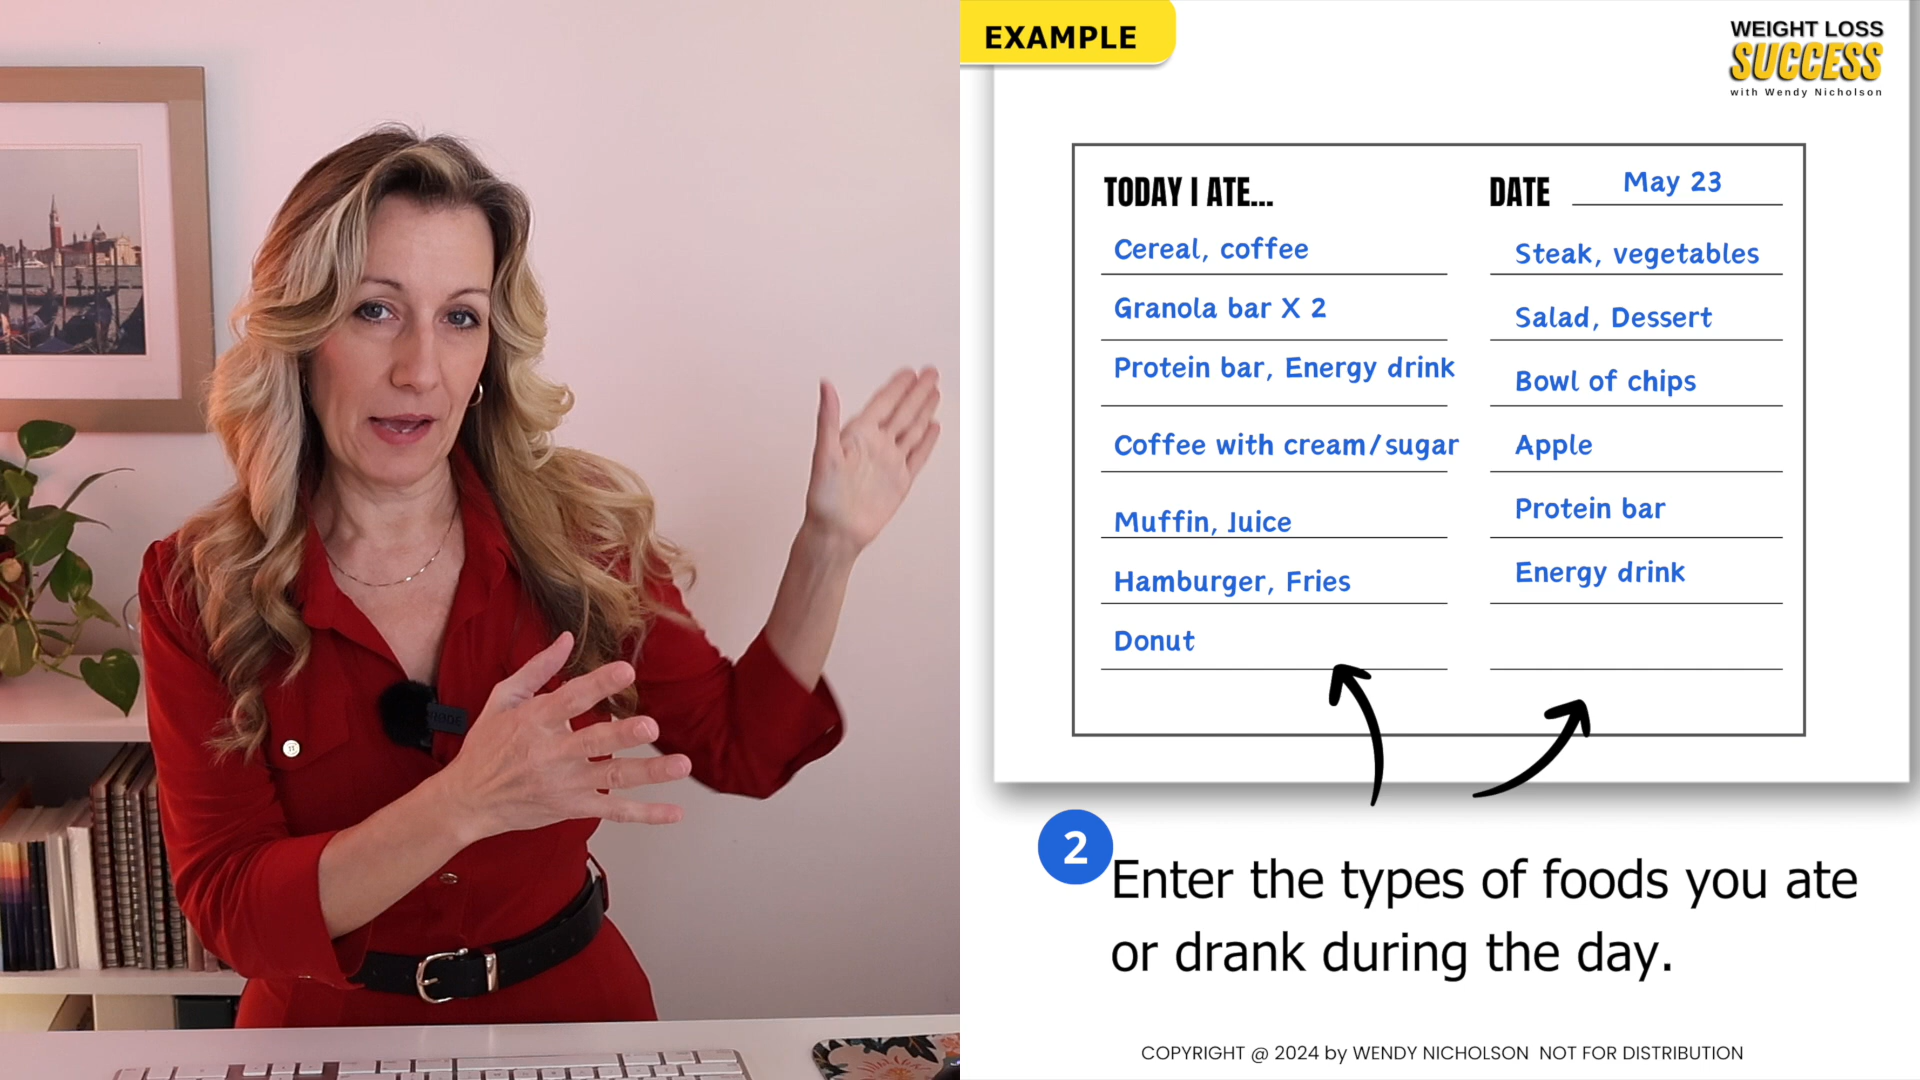 EXAMPLE
WEIGHT LOSS
SUCCESS
with Wendy Nicholson
TODAY I ATE...
DATE May 23
Cereal, coffee
Granola bar X 2
Protein bar, Energy drink
Coffee with cream/sugar
Muffin, Juice
Hamburger, Fries
Donut
Steak, vegetables
Salad, Dessert
Bowl of chips
Apple
Protein bar
Energy drink
2
Enter the types of foods you ate
or drank during the day.
COPYRIGHT @ 2024 by WENDY NICHOLSON NOT FOR DISTRIBUTION
RODE